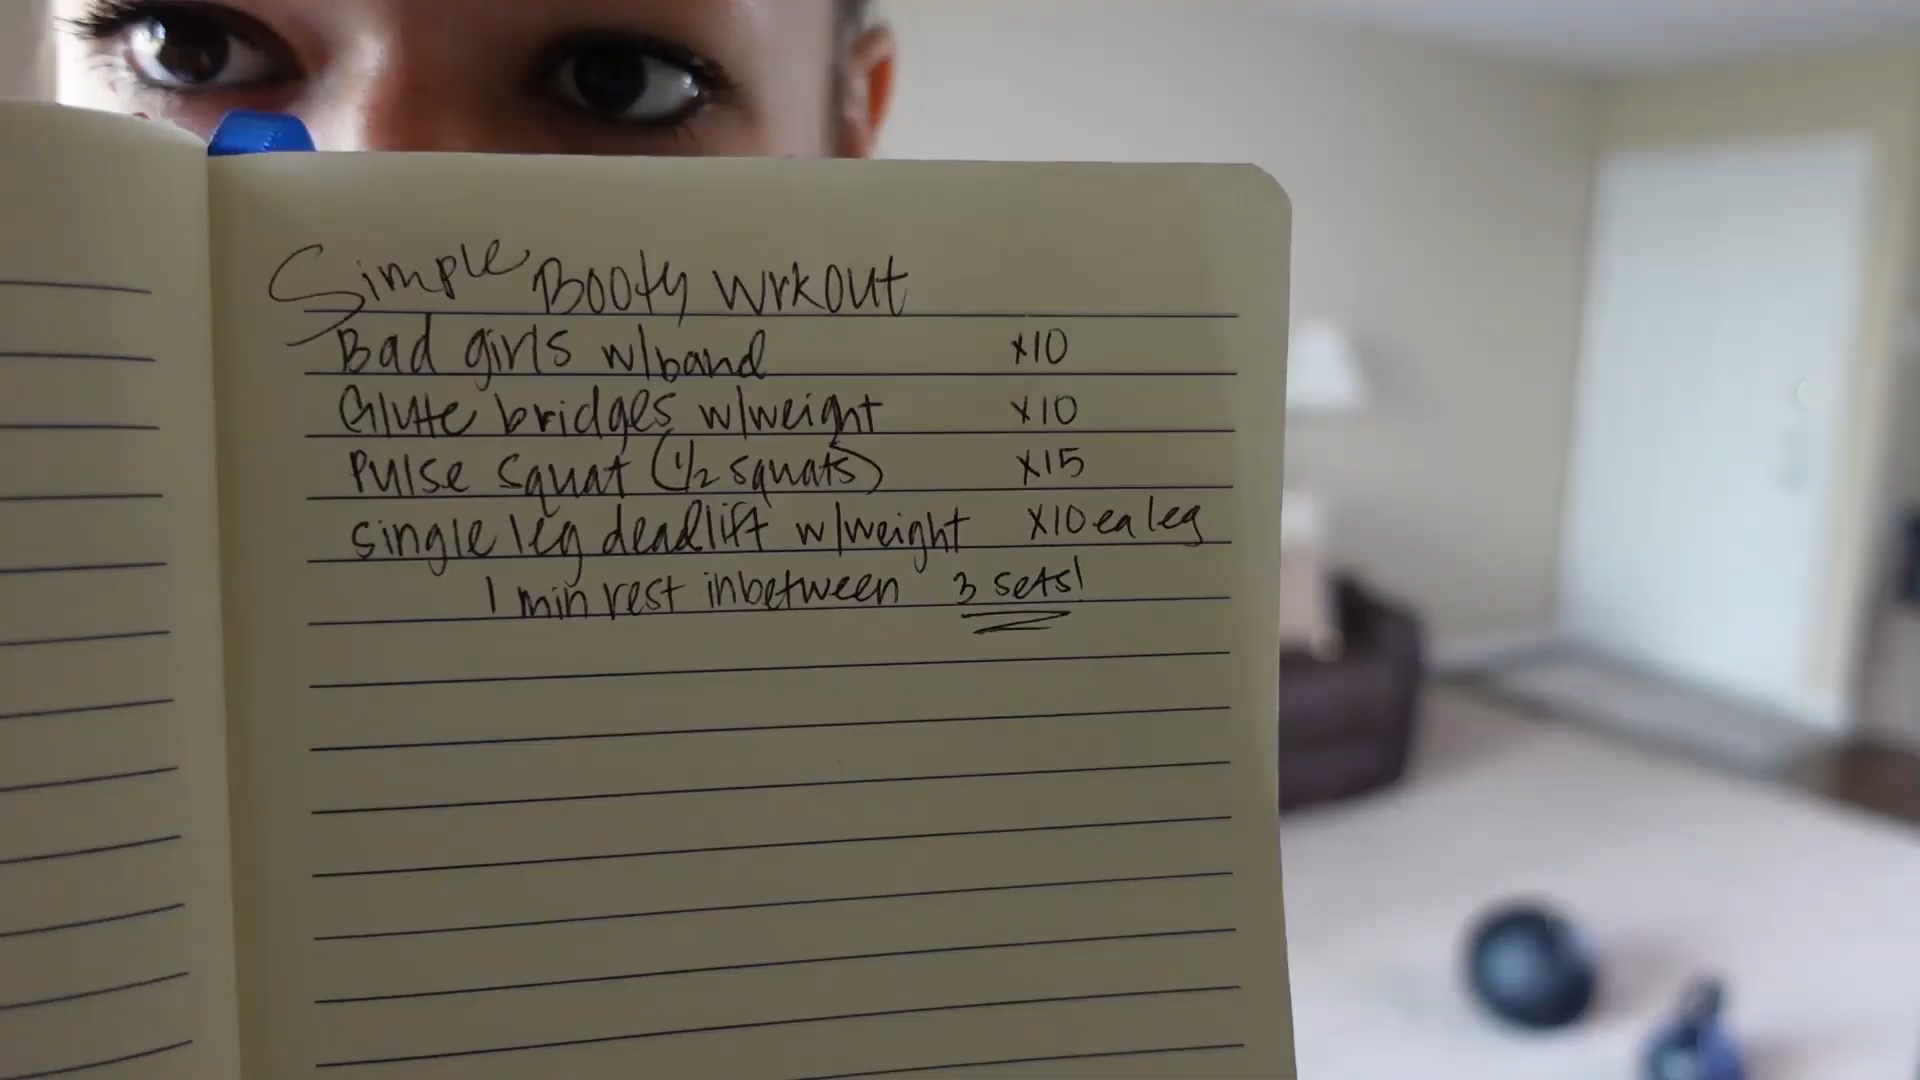 Simple Booty Wrkout
Bad girls w/band x10
Glute bridges w/weight x10
Pulse squat (1/2 squats) x15
single leg deadlift w/weight x10 ea leg
1 min rest inbetween 3 sets!